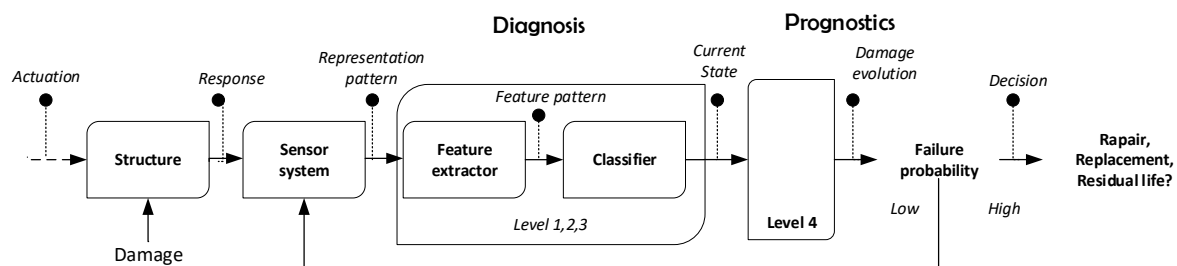 Diagnosis
Prognostics
Actuation
Response
Representation
pattern
Feature pattern
Current
State
Damage
evolution
Decision
Structure
Sensor
system
Feature
extractor
Classifier
Level 1,2,3
Level 4
Failure
probability
Low
High
Rapair,
Replacement,
Residual life?
Damage